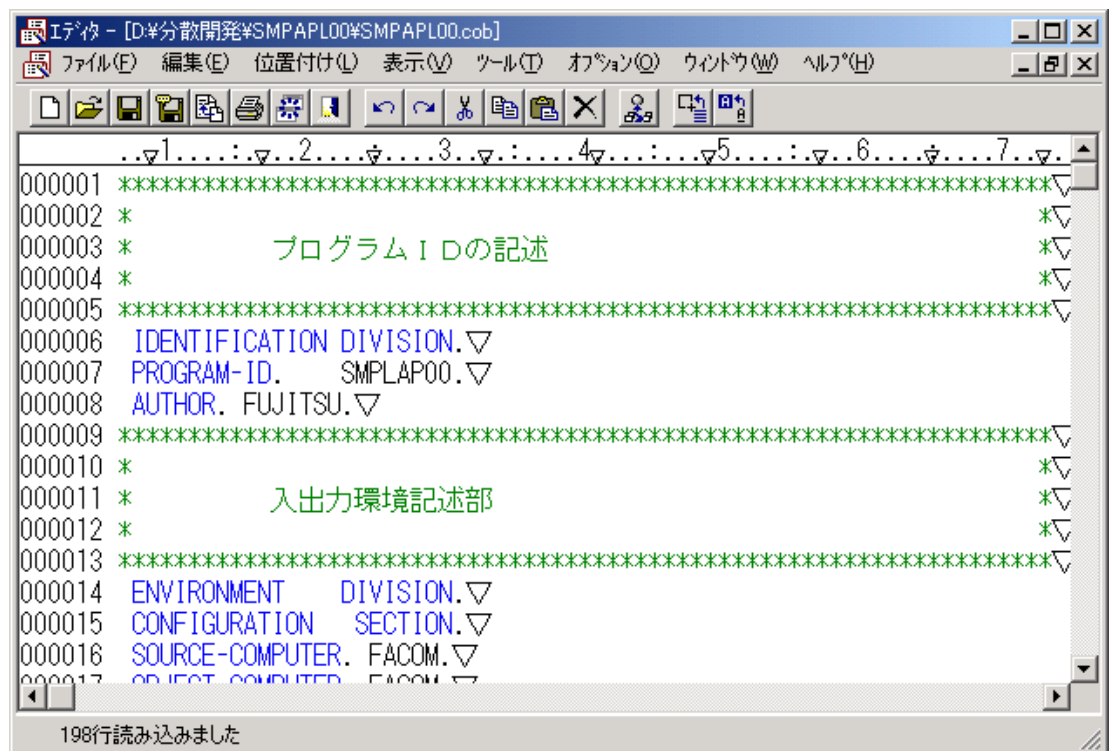 エディタ - [D:¥分散開発¥SMPAPL00¥SMPAPL00.cob]
ファイル(F) 編集(E) 位置付け(L) 表示(V) ツール(T) オプション(O) ウィンドウ(W) ヘルプ(H)
..▽1....:.▽..2....▽....3..▽.:....4▽...:...▽5....:.▽..6....▽....7..▽.
000001 *******************************************************************▽
000002 * *▽
000003 * プログラムIDの記述 *▽
000004 * *▽
000005 *******************************************************************▽
000006 IDENTIFICATION DIVISION.▽
000007 PROGRAM-ID. SMPLAP00.▽
000008 AUTHOR. FUJITSU.▽
000009 *******************************************************************▽
000010 * *▽
000011 * 入出力環境記述部 *▽
000012 * *▽
000013 *******************************************************************▽
000014 ENVIRONMENT DIVISION.▽
000015 CONFIGURATION SECTION.▽
000016 SOURCE-COMPUTER. FACOM.▽
000017 OBJECT-COMPUTER. FACOM.▽
198行読み込みました